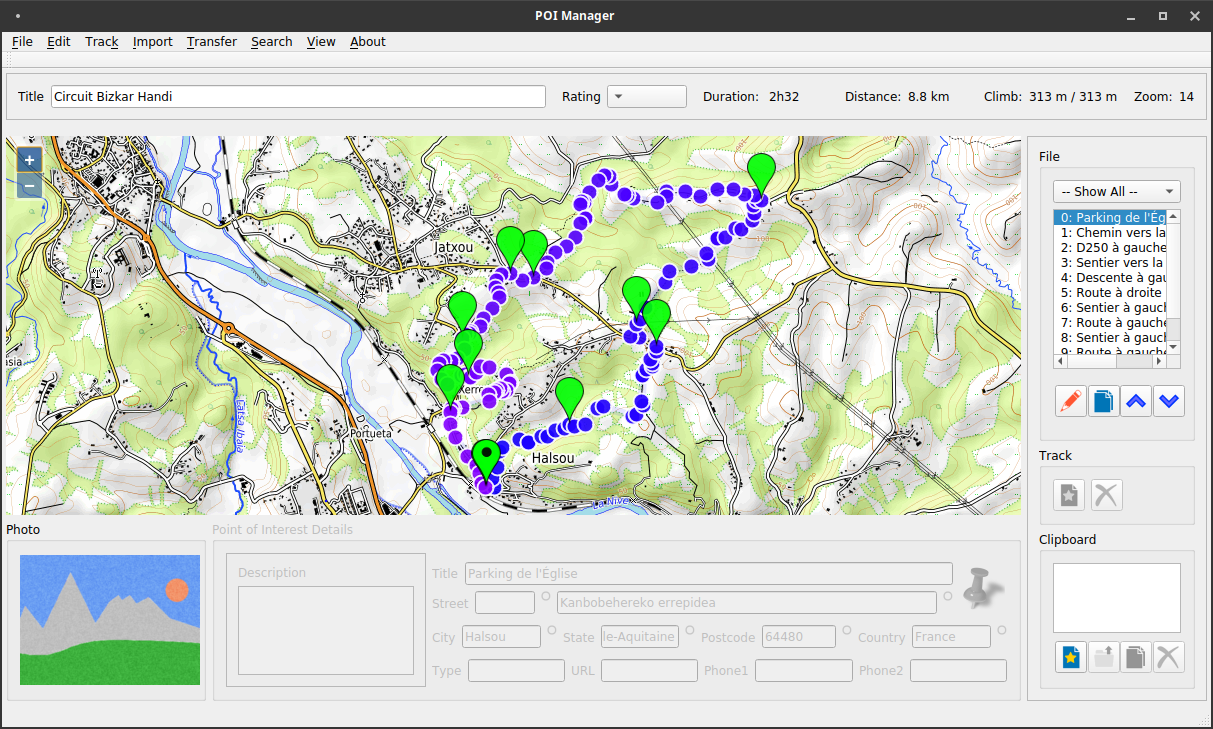 POI Manager
File Edit Track Import Transfer Search View About
Title Circuit Bizkar Handi Rating Duration: 2h32 Distance: 8.8 km Climb: 313 m / 313 m Zoom: 14
+
−
Jatxou
Portueta
Halsou
Latsa Ibaia
La Nive
100
File
-- Show All --
0: Parking de l'Ég
1: Chemin vers la
2: D250 à gauche
3: Sentier vers la
4: Descente à gau
5: Route à droite
6: Sentier à gauch
7: Route à gauche
8: Sentier à gauch
9: Route à gauche
Track
Clipboard
Photo
Point of Interest Details
Description
Title Parking de l'Église
Street Kanbobehereko errepidea
City Halsou State le-Aquitaine Postcode 64480 Country France
Type URL Phone1 Phone2